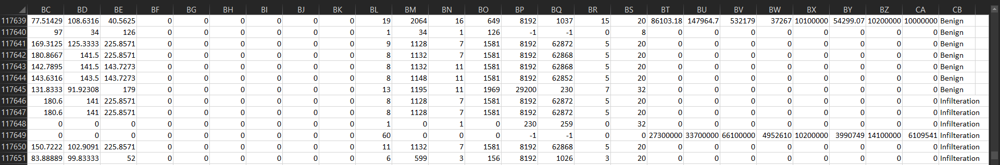 BC BD BE BF BG BH BI BJ BK BL BM BN BO BP BQ BR BS BT BU BV BW BX BY BZ CA CB
117639 77.51429 108.6316 40.5625 0 0 0 0 0 0 19 2064 16 649 8192 1037 15 20 86103.18 147964.7 532179 37267 10100000 54299.07 10200000 10000000 Benign
117640 97 34 126 0 0 0 0 0 0 1 34 1 126 -1 -1 0 8 0 0 0 0 0 0 0 0 Benign
117641 169.3125 125.3333 225.8571 0 0 0 0 0 0 9 1128 7 1581 8192 62872 5 20 0 0 0 0 0 0 0 0 Benign
117642 180.8667 141.5 225.8571 0 0 0 0 0 0 8 1132 7 1581 8192 62868 5 20 0 0 0 0 0 0 0 0 Benign
117643 142.7895 141.5 143.7273 0 0 0 0 0 0 8 1132 11 1581 8192 62868 5 20 0 0 0 0 0 0 0 0 Benign
117644 143.6316 143.5 143.7273 0 0 0 0 0 0 8 1148 11 1581 8192 62852 5 20 0 0 0 0 0 0 0 0 Benign
117645 131.8333 91.92308 179 0 0 0 0 0 0 13 1195 11 1969 29200 230 7 32 0 0 0 0 0 0 0 0 Benign
117646 180.6 141 225.8571 0 0 0 0 0 0 8 1128 7 1581 8192 62872 5 20 0 0 0 0 0 0 0 0 Infilteration
117647 180.6 141 225.8571 0 0 0 0 0 0 8 1128 7 1581 8192 62872 5 20 0 0 0 0 0 0 0 0 Infilteration
117648 0 0 0 0 0 0 0 0 0 1 0 1 0 230 259 0 32 0 0 0 0 0 0 0 0 Infilteration
117649 0 0 0 0 0 0 0 0 0 60 0 0 0 -1 -1 0 0 27300000 33700000 66100000 4952610 10200000 3990749 14100000 6109541 Infilteration
117650 150.7222 102.9091 225.8571 0 0 0 0 0 0 11 1132 7 1581 8192 62868 5 20 0 0 0 0 0 0 0 0 Infilteration
117651 83.88889 99.83333 52 0 0 0 0 0 0 6 599 3 156 8192 1026 3 20 0 0 0 0 0 0 0 0 Infilteration